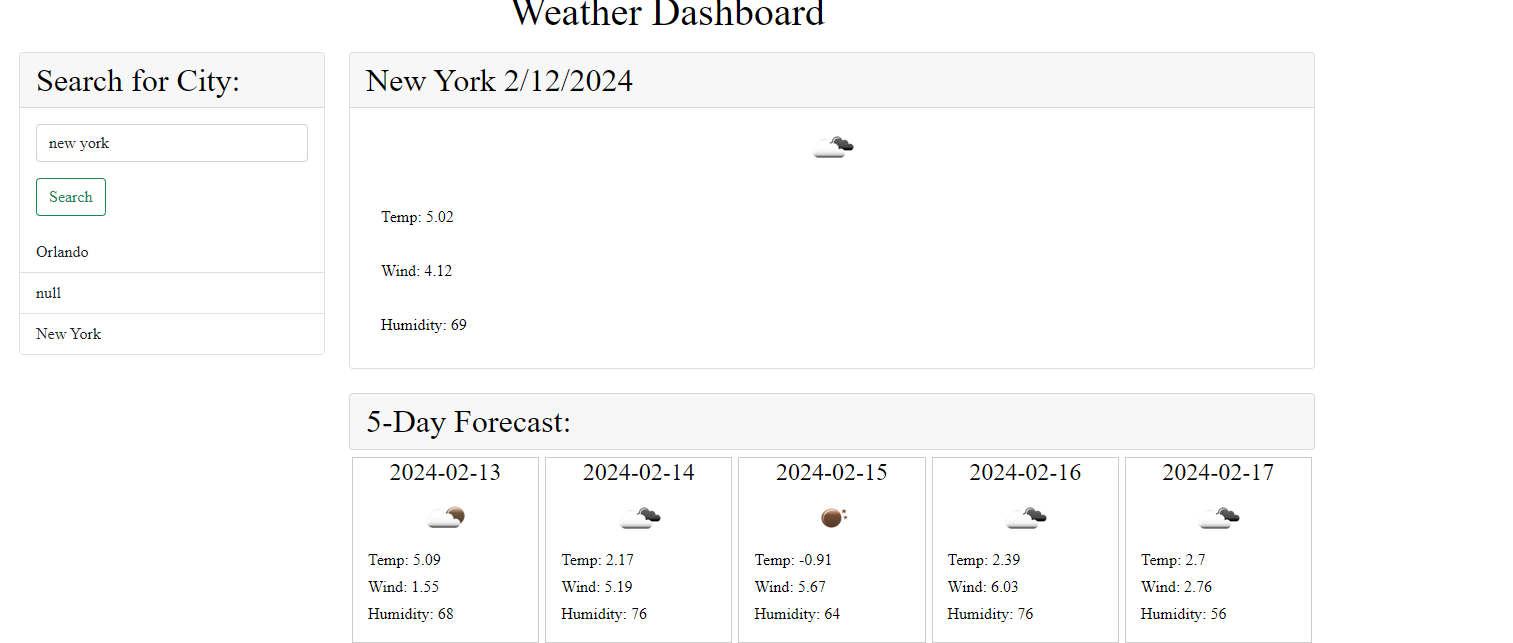 Weather Dashboard
Search for City:
new york
Search
Orlando
null
New York
New York 2/12/2024
Temp: 5.02
Wind: 4.12
Humidity: 69
5-Day Forecast:
2024-02-13
Temp: 5.09
Wind: 1.55
Humidity: 68
2024-02-14
Temp: 2.17
Wind: 5.19
Humidity: 76
2024-02-15
Temp: -0.91
Wind: 5.67
Humidity: 64
2024-02-16
Temp: 2.39
Wind: 6.03
Humidity: 76
2024-02-17
Temp: 2.7
Wind: 2.76
Humidity: 56